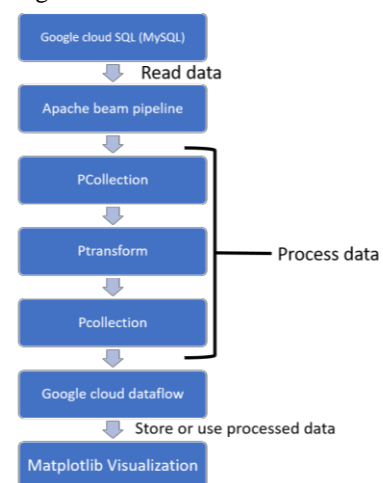 Google cloud SQL (MySQL)
Read data
Apache beam pipeline
PCollection
Ptransform
Process data
Pcollection
Google cloud dataflow
Store or use processed data
Matplotlib Visualization